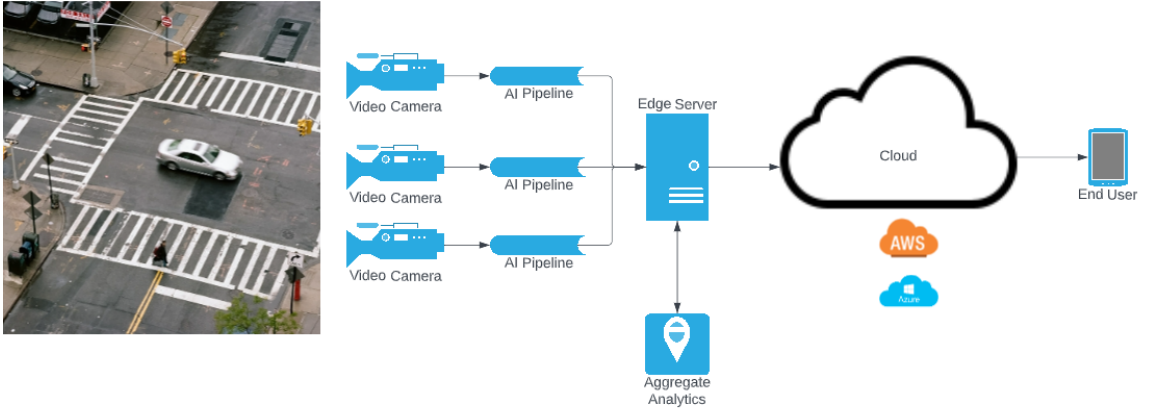 Video Camera
AI Pipeline
Video Camera
AI Pipeline
Video Camera
AI Pipeline
Edge Server
Aggregate
Analytics
Cloud
AWS
Azure
End User